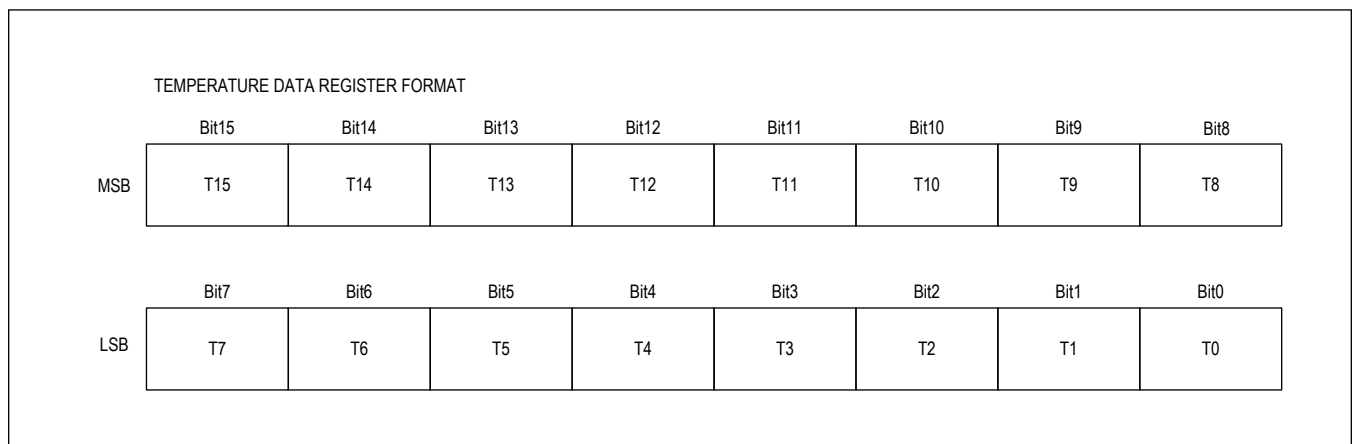 TEMPERATURE DATA REGISTER FORMAT
Bit15 Bit14 Bit13 Bit12 Bit11 Bit10 Bit9 Bit8
MSB T15 T14 T13 T12 T11 T10 T9 T8
Bit7 Bit6 Bit5 Bit4 Bit3 Bit2 Bit1 Bit0
LSB T7 T6 T5 T4 T3 T2 T1 T0